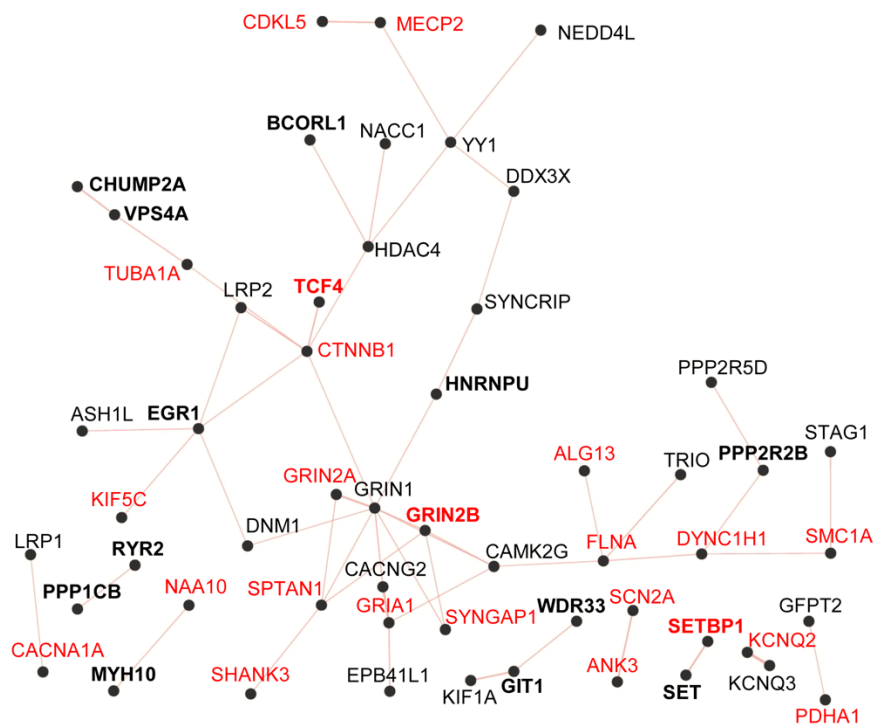 CDKL5
MECP2
NEDD4L
BCORL1
NACC1
YY1
DDX3X
CHUMP2A
VPS4A
HDAC4
TUBA1A
LRP2
TCF4
SYNCRIP
CTNNB1
PPP2R5D
HNRNPU
ASH1L
EGR1
STAG1
ALG13
TRIO
PPP2R2B
GRIN2A
GRIN1
KIF5C
GRIN2B
DNM1
LRP1
RYR2
CAMK2G
FLNA
DYNC1H1
SMC1A
PPP1CB
NAA10
SPTAN1
CACNG2
GRIA1
SYNGAP1
WDR33
SCN2A
SETBP1
GFPT2
KCNQ2
CACNA1A
MYH10
SHANK3
EPB41L1
KIF1A
GIT1
ANK3
SET
KCNQ3
PDHA1